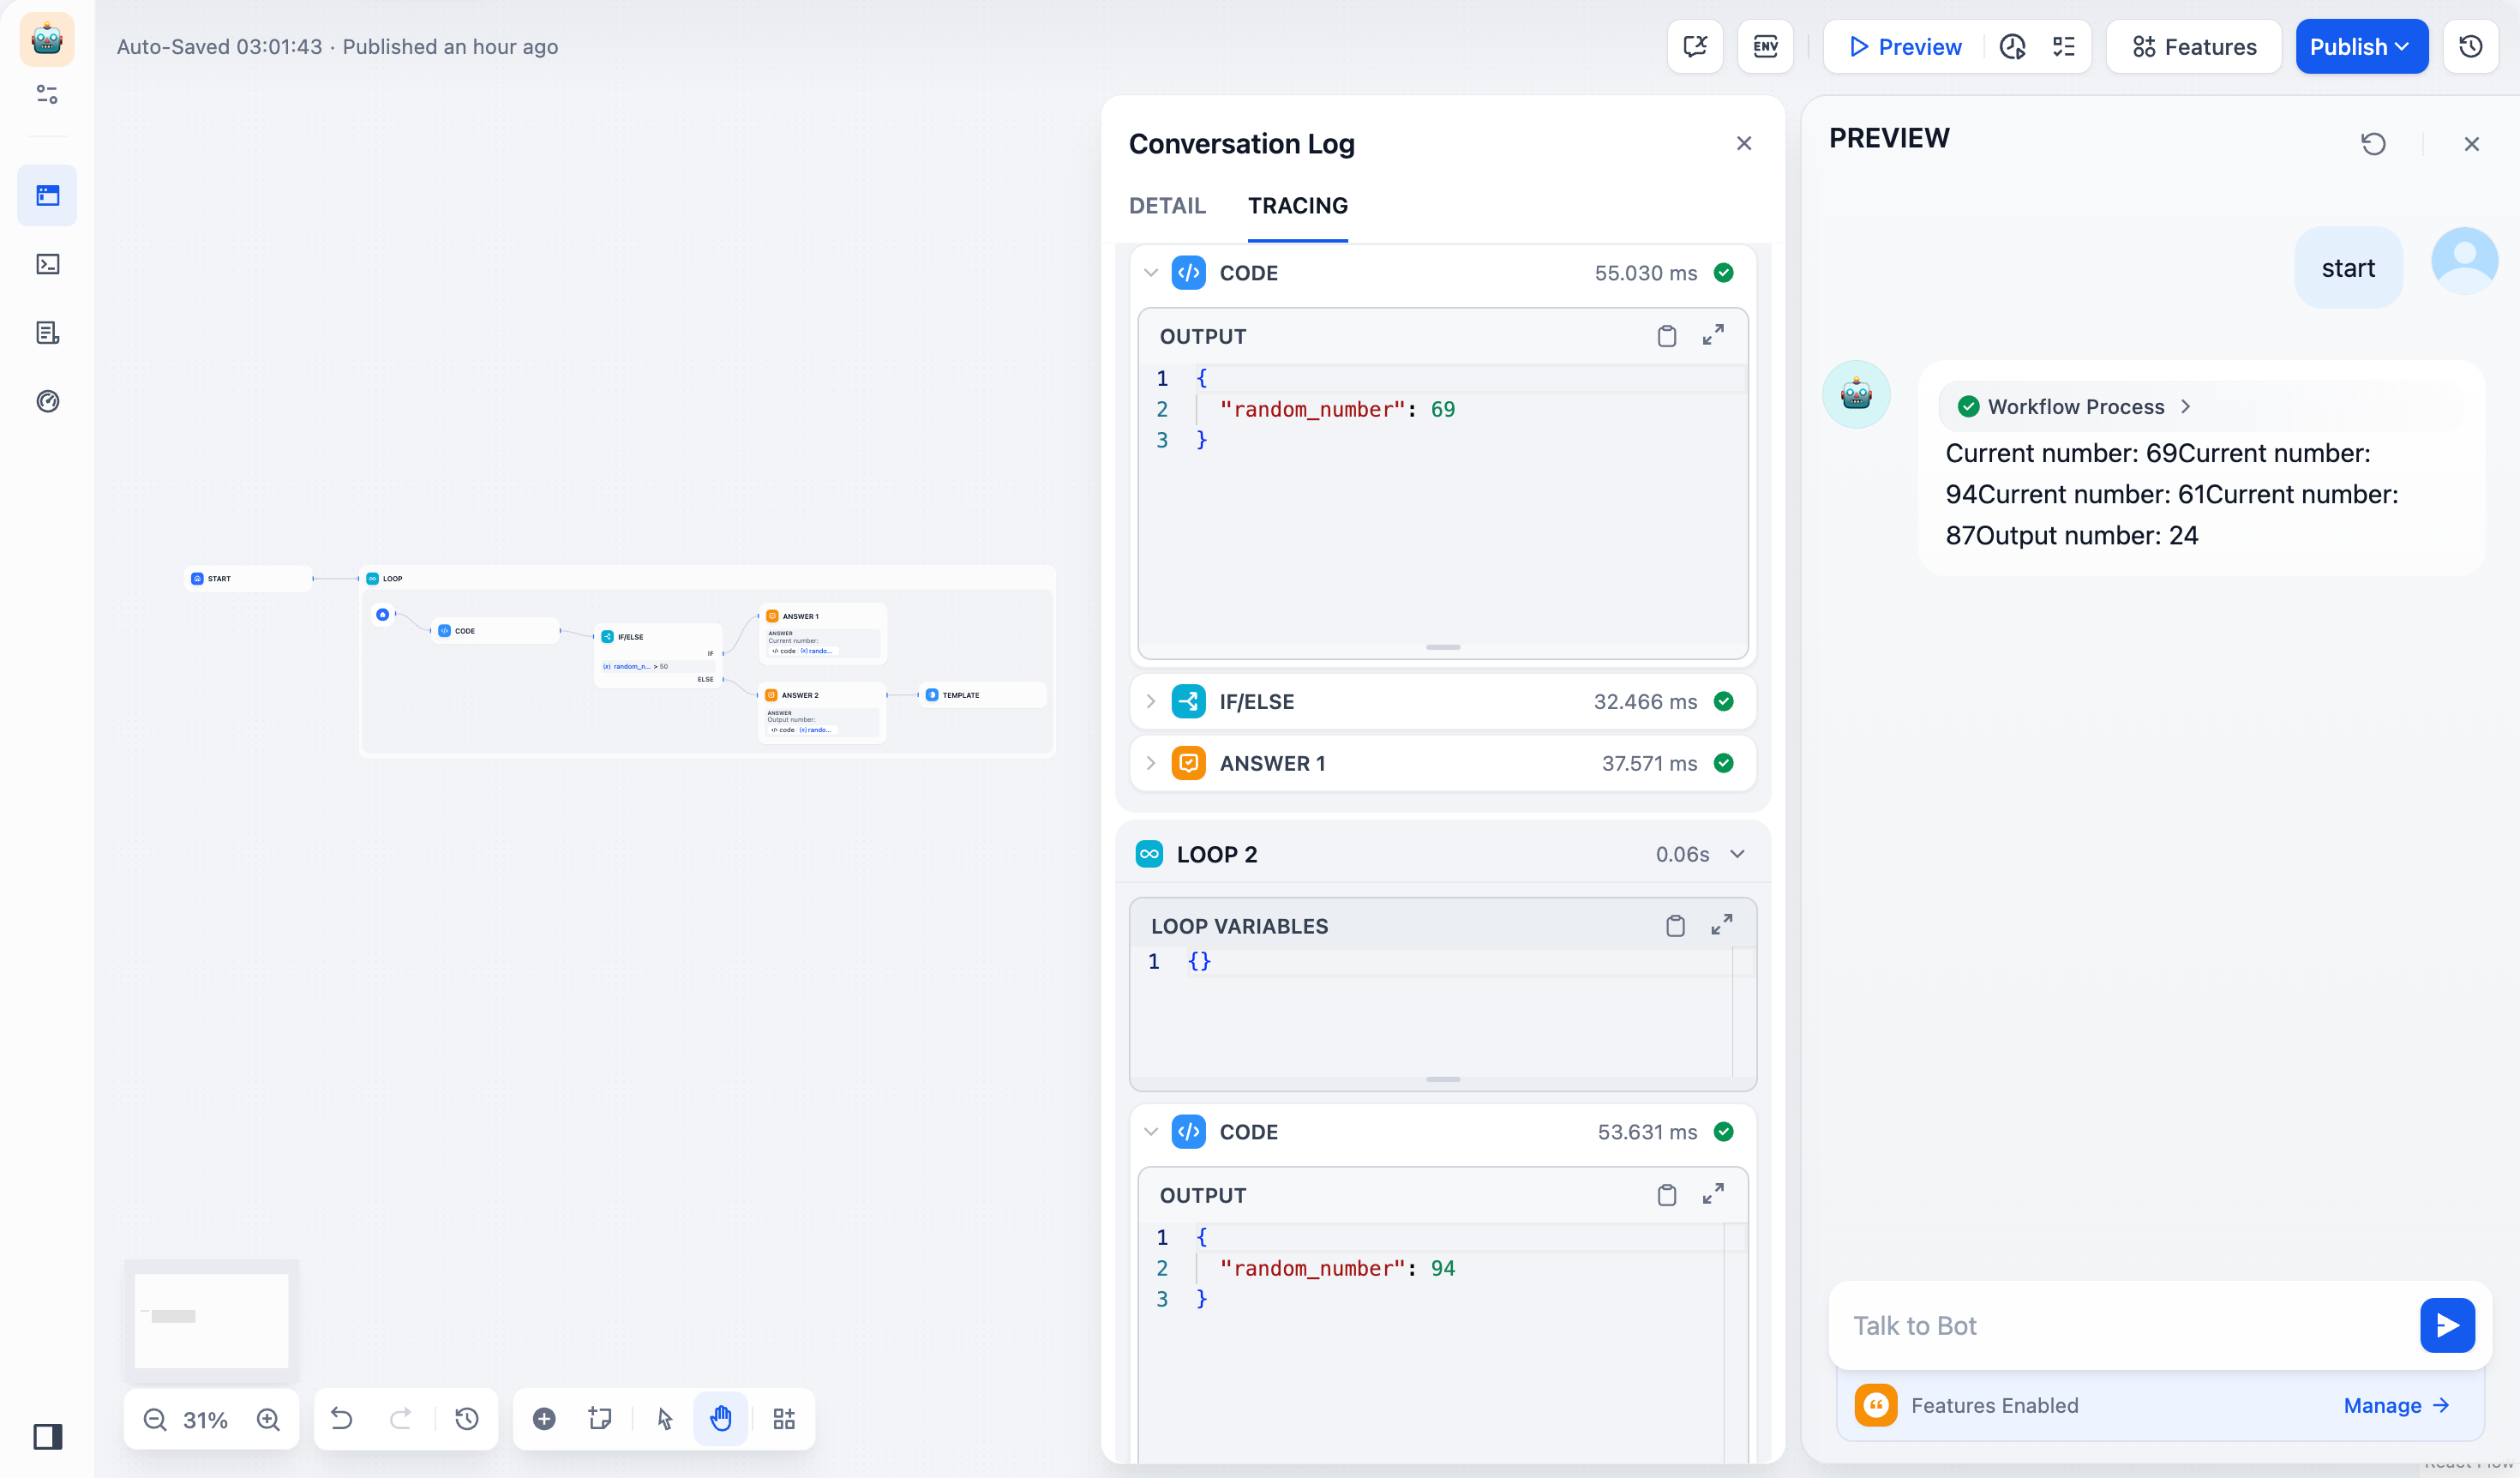 Auto-Saved 03:01:43 · Published an hour ago
ENV
Preview
Features
Publish
START
LOOP
CODE
IF/ELSE
IF
(x) random_n... > 50
ELSE
ANSWER 1
ANSWER
Current number:
</> code (x) rando...
ANSWER 2
ANSWER
Output number:
</> code (x) rando...
TEMPLATE
31%
Conversation Log
DETAIL
TRACING
CODE
55.030 ms
OUTPUT
1 {
2 "random_number": 69
3 }
IF/ELSE
32.466 ms
ANSWER 1
37.571 ms
LOOP 2
0.06s
LOOP VARIABLES
1 {}
CODE
53.631 ms
OUTPUT
1 {
2 "random_number": 94
3 }
PREVIEW
start
Workflow Process
Current number: 69Current number:
94Current number: 61Current number:
87Output number: 24
Talk to Bot
Features Enabled
Manage